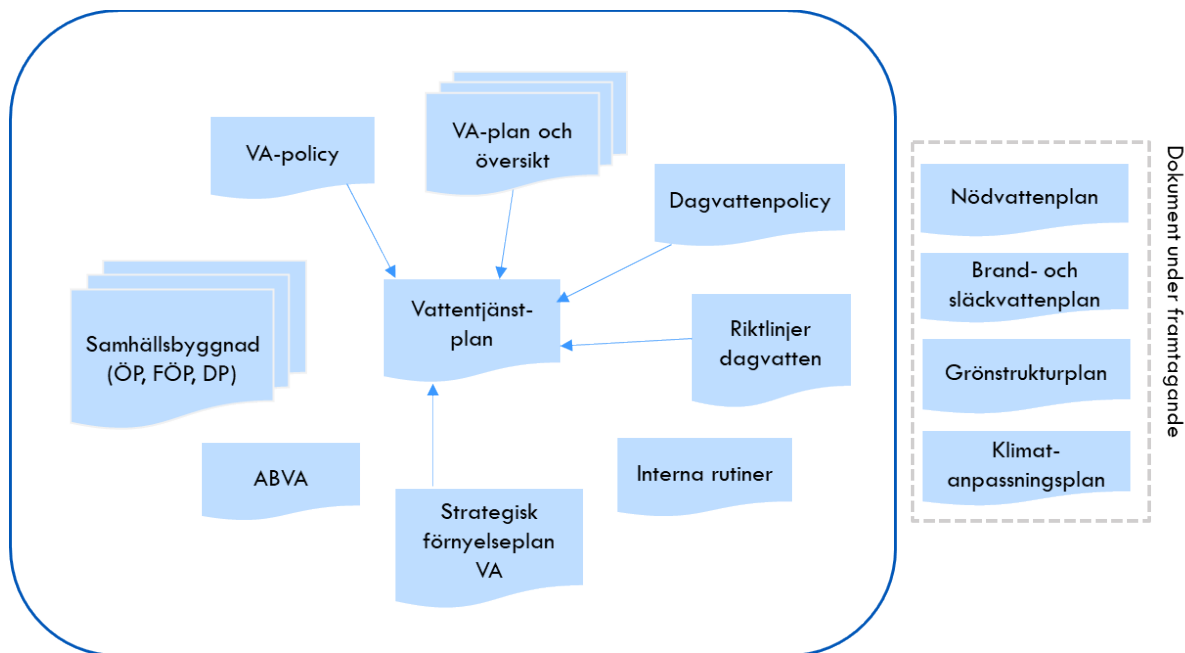 VA-policy
VA-plan och
översikt
Dagvattenpolicy
Samhällsbyggnad
(ÖP, FÖP, DP)
Vattentjänst-
plan
Riktlinjer
dagvatten
ABVA
Strategisk
förnyelseplan
VA
Interna rutiner
Nödvattenplan
Brand- och
släckvattenplan
Grönstrukturplan
Klimat-
anpassningsplan
Dokument under framtagande